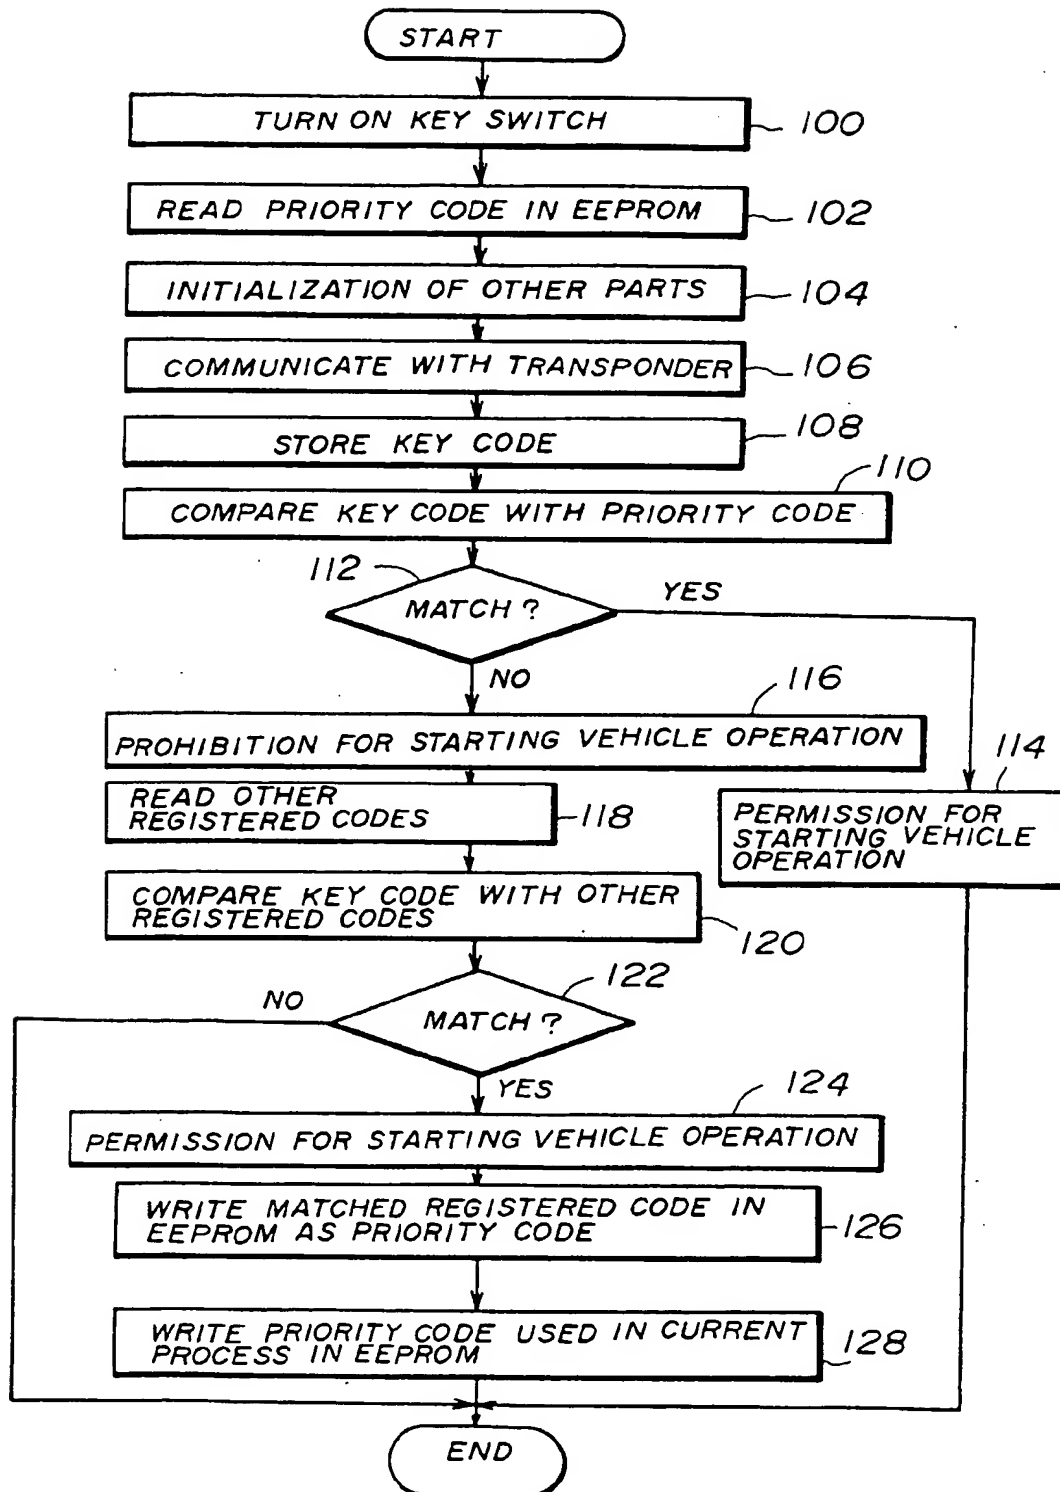 START
TURN ON KEY SWITCH
100
READ PRIORITY CODE IN EEPROM
102
INITIALIZATION OF OTHER PARTS
104
COMMUNICATE WITH TRANSPONDER
106
STORE KEY CODE
108
110
COMPARE KEY CODE WITH PRIORITY CODE
112
MATCH ?
YES
NO
116
PROHIBITION FOR STARTING VEHICLE OPERATION
114
READ OTHER
REGISTERED CODES
118
PERMISSION FOR
STARTING VEHICLE
OPERATION
COMPARE KEY CODE WITH OTHER
REGISTERED CODES
120
122
NO
MATCH ?
YES
124
PERMISSION FOR STARTING VEHICLE OPERATION
WRITE MATCHED REGISTERED CODE IN
EEPROM AS PRIORITY CODE
126
WRITE PRIORITY CODE USED IN CURRENT
PROCESS IN EEPROM
128
END